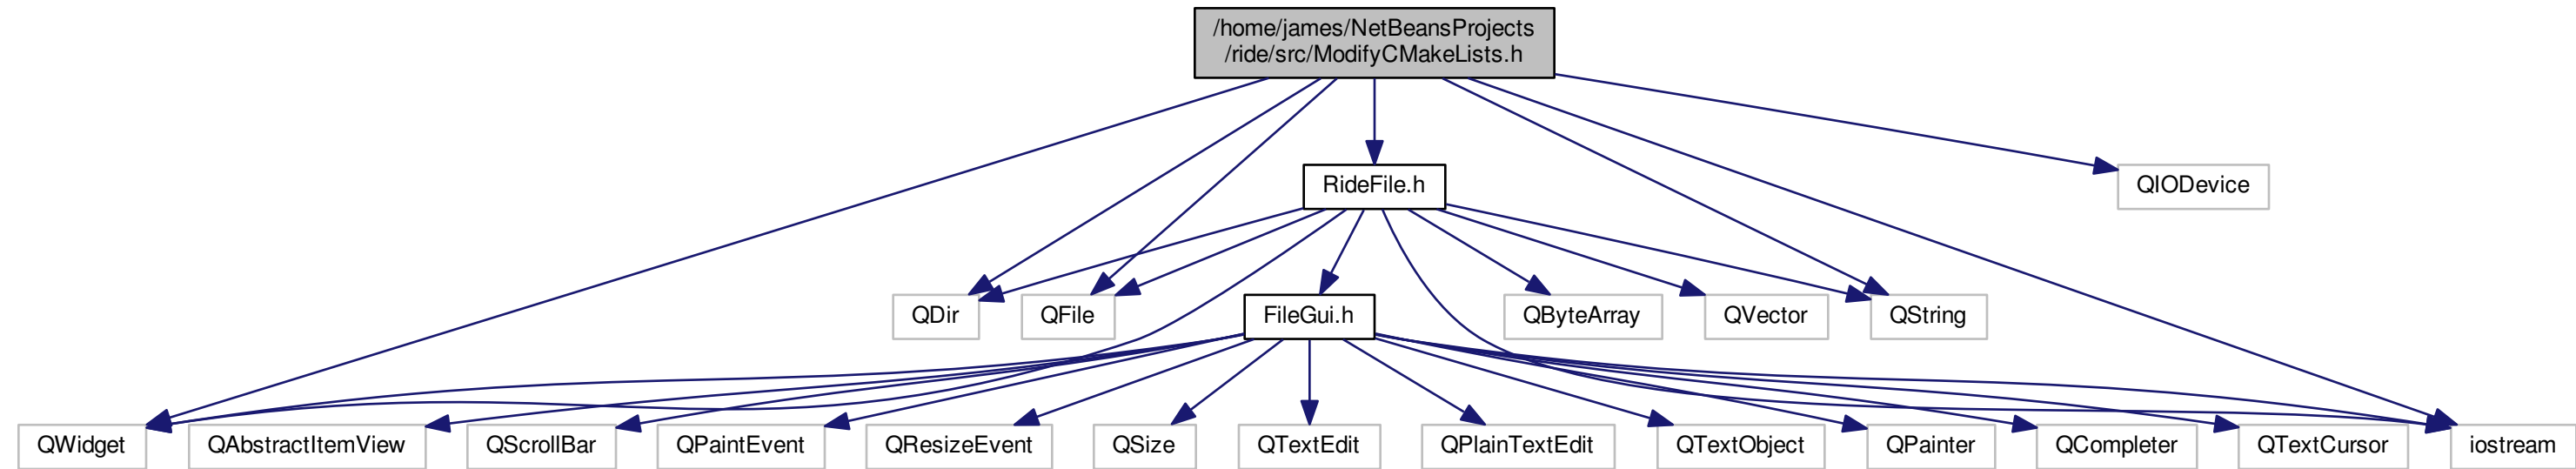 /home/james/NetBeansProjects
/ride/src/ModifyCMakeLists.h
RideFile.h
QIODevice
QDir
QFile
FileGui.h
QByteArray
QVector
QString
QWidget
QAbstractItemView
QScrollBar
QPaintEvent
QResizeEvent
QSize
QTextEdit
QPlainTextEdit
QTextObject
QPainter
QCompleter
QTextCursor
iostream